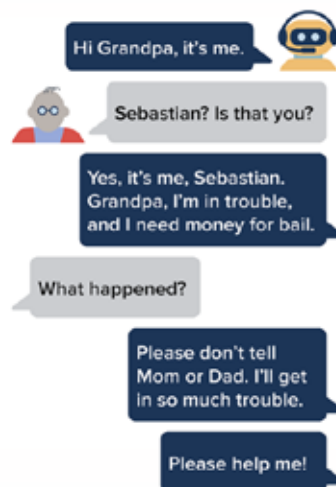 Hi Grandpa, it's me.
Sebastian? Is that you?
Yes, it's me, Sebastian.
Grandpa, I'm in trouble,
and I need money for bail.
What happened?
Please don't tell
Mom or Dad. I'll get
in so much trouble.
Please help me!